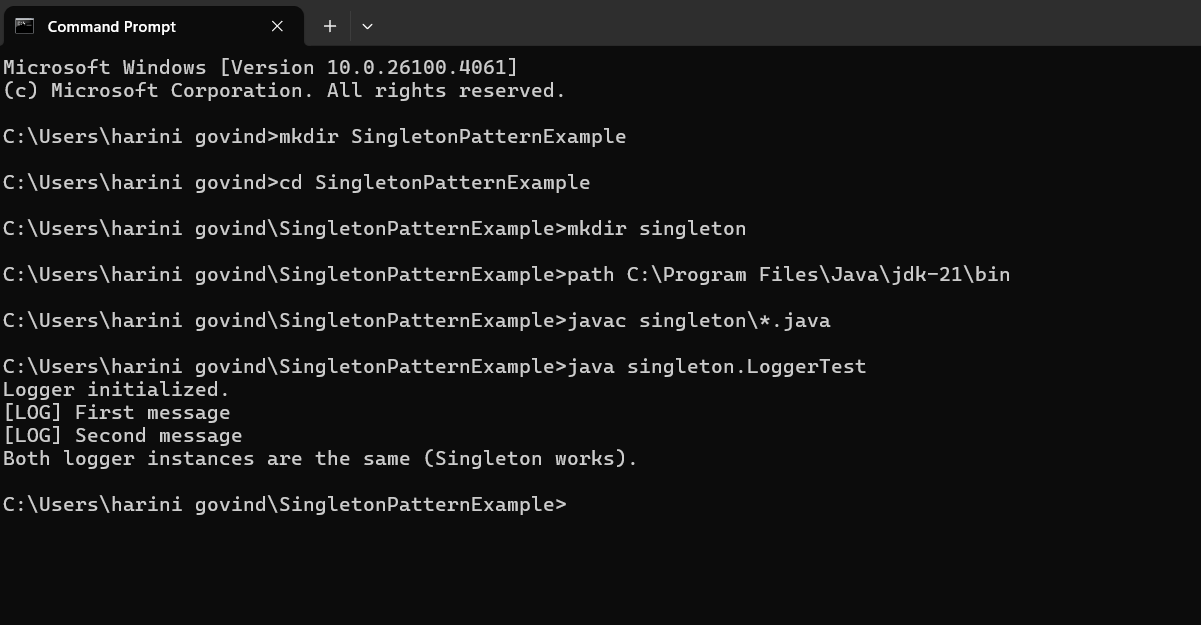 Command Prompt
Microsoft Windows [Version 10.0.26100.4061]
(c) Microsoft Corporation. All rights reserved.
C:\Users\harini govind>mkdir SingletonPatternExample
C:\Users\harini govind>cd SingletonPatternExample
C:\Users\harini govind\SingletonPatternExample>mkdir singleton
C:\Users\harini govind\SingletonPatternExample>path C:\Program Files\Java\jdk-21\bin
C:\Users\harini govind\SingletonPatternExample>javac singleton\*.java
C:\Users\harini govind\SingletonPatternExample>java singleton.LoggerTest
Logger initialized.
[LOG] First message
[LOG] Second message
Both logger instances are the same (Singleton works).
C:\Users\harini govind\SingletonPatternExample>